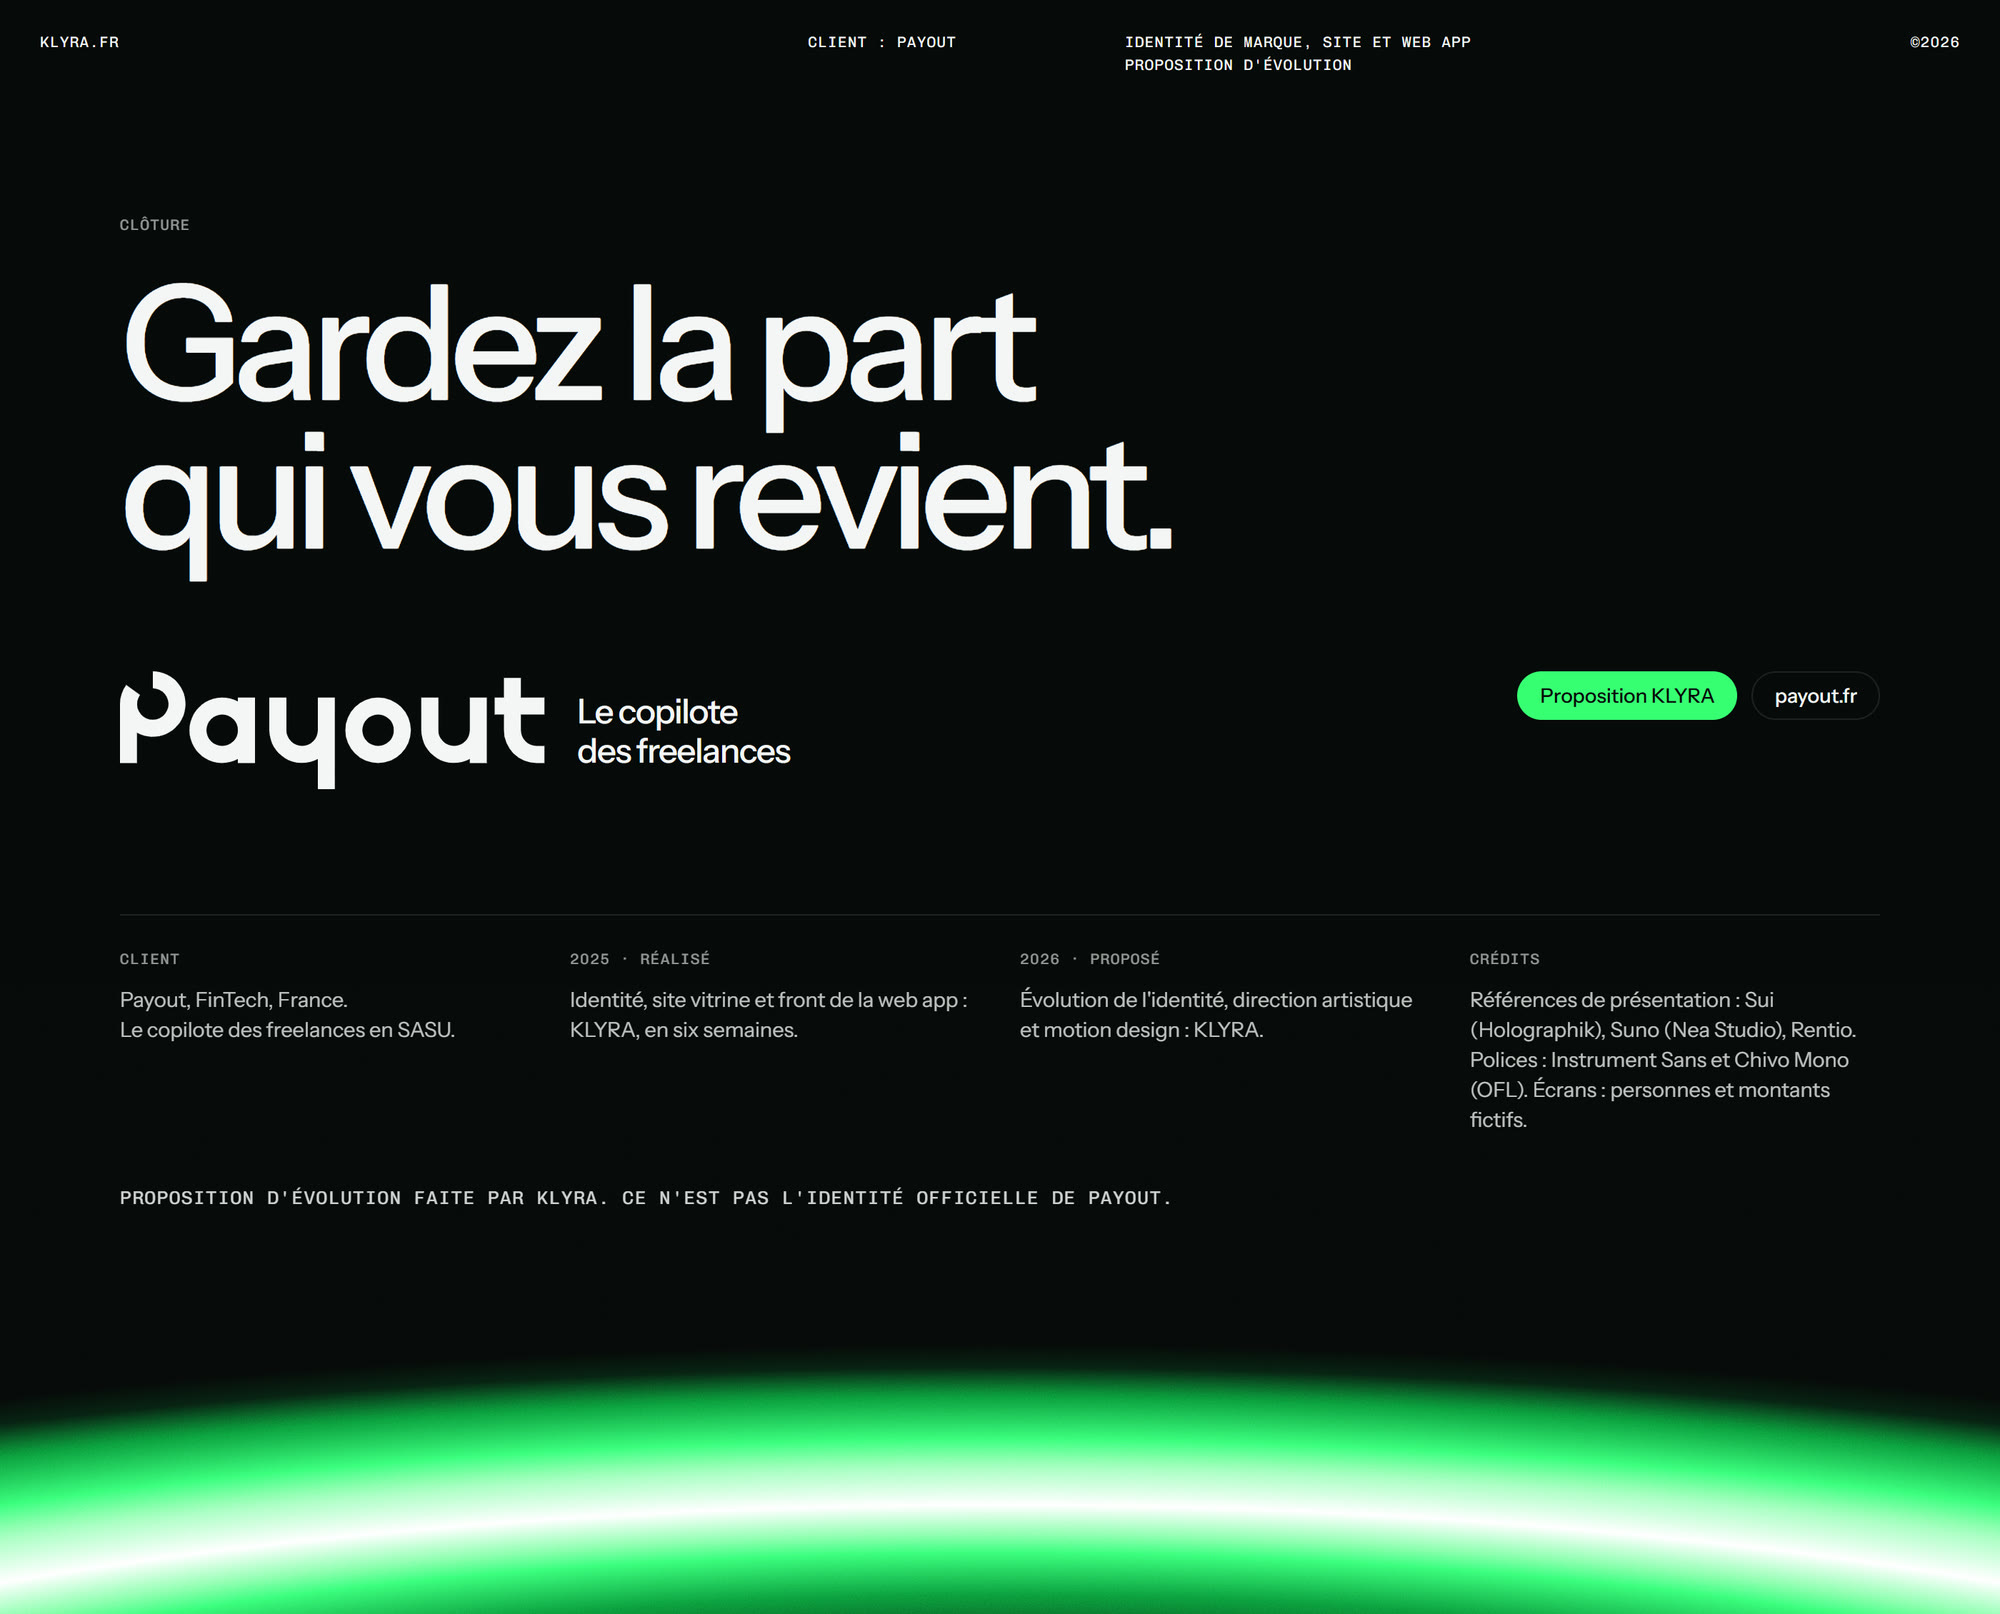 KLYRA.FR
CLIENT : PAYOUT
IDENTITÉ DE MARQUE, SITE ET WEB APP
PROPOSITION D'ÉVOLUTION
©2026
CLÔTURE
Gardez la part
qui vous revient.
Payout
Le copilote
des freelances
Proposition KLYRA
payout.fr
CLIENT
Payout, FinTech, France.
Le copilote des freelances en SASU.
2025 · RÉALISÉ
Identité, site vitrine et front de la web app :
KLYRA, en six semaines.
2026 · PROPOSÉ
Évolution de l'identité, direction artistique
et motion design : KLYRA.
CRÉDITS
Références de présentation : Sui
(Holographik), Suno (Nea Studio), Rentio.
Polices : Instrument Sans et Chivo Mono
(OFL). Écrans : personnes et montants
fictifs.
PROPOSITION D'ÉVOLUTION FAITE PAR KLYRA. CE N'EST PAS L'IDENTITÉ OFFICIELLE DE PAYOUT.